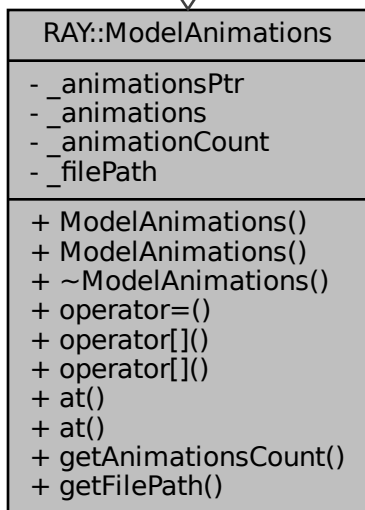 RAY::ModelAnimations
- _animationsPtr
- _animations
- _animationCount
- _filePath
+ ModelAnimations()
+ ModelAnimations()
+ ~ModelAnimations()
+ operator=()
+ operator[]()
+ operator[]()
+ at()
+ at()
+ getAnimationsCount()
+ getFilePath()